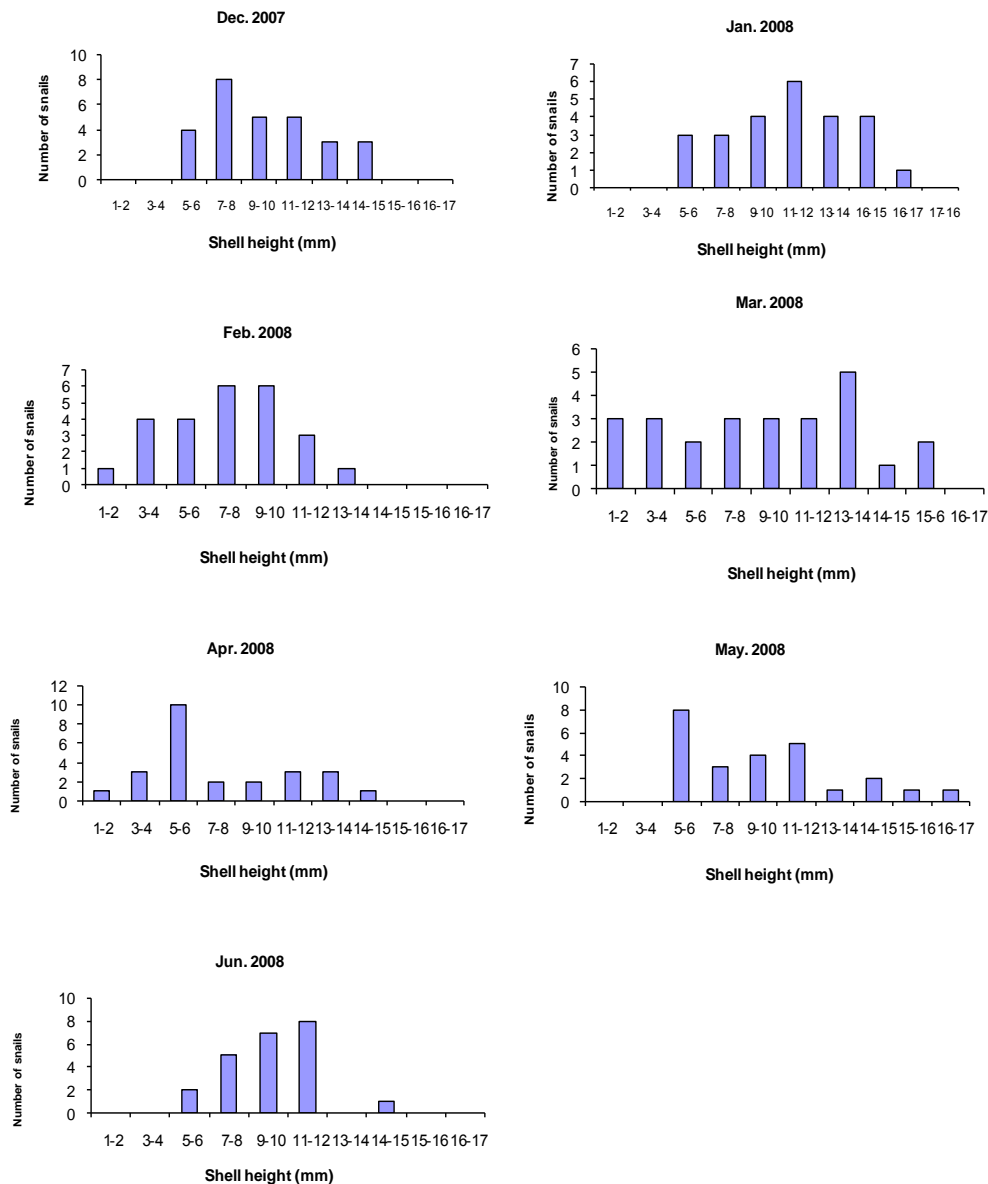 Dec. 2007
Number of snails
10
8
6
4
2
0
1-2 3-4 5-6 7-8 9-10 11-12 13-14 14-15 15-16 16-17
Shell height (mm)
Jan. 2008
Number of snails
7
6
5
4
3
2
1
0
1-2 3-4 5-6 7-8 9-10 11-12 13-14 16-15 16-17 17-16
Shell height (mm)
Feb. 2008
Number of snails
7
6
5
4
3
2
1
0
1-2 3-4 5-6 7-8 9-10 11-12 13-14 14-15 15-16 16-17
Shell height (mm)
Mar. 2008
Number of snails
6
5
4
3
2
1
0
1-2 3-4 5-6 7-8 9-10 11-12 13-14 14-15 15-6 16-17
Shell height (mm)
Apr. 2008
Number of snails
12
10
8
6
4
2
0
1-2 3-4 5-6 7-8 9-10 11-12 13-14 14-15 15-16 16-17
Shell height (mm)
May. 2008
Number of snails
10
8
6
4
2
0
1-2 3-4 5-6 7-8 9-10 11-12 13-14 14-15 15-16 16-17
Shell height (mm)
Jun. 2008
Number of snails
10
8
6
4
2
0
1-2 3-4 5-6 7-8 9-10 11-12 13-14 14-15 15-16 16-17
Shell height (mm)